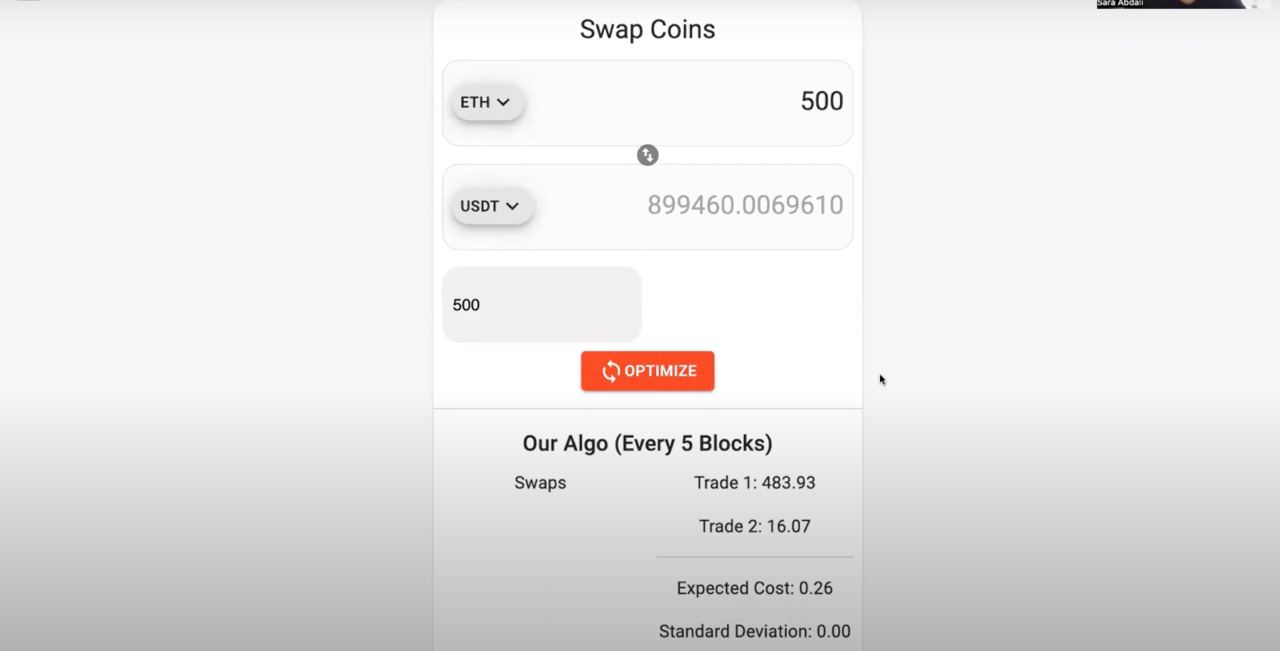 Sara Abdali
Swap Coins
ETH
500
USDT
899460.0069610
500
OPTIMIZE
Our Algo (Every 5 Blocks)
Swaps
Trade 1: 483.93
Trade 2: 16.07
Expected Cost: 0.26
Standard Deviation: 0.00